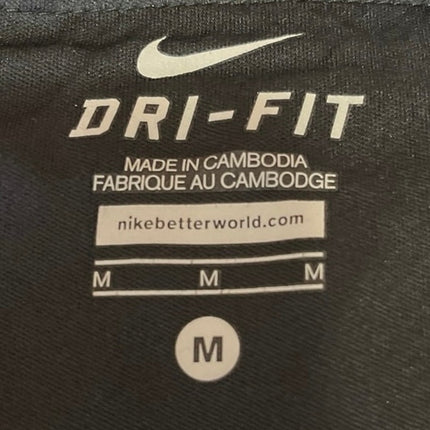 DRI-FIT
MADE IN CAMBODIA
FABRIQUE AU CAMBODGE
nikebetterworld.com
M M M
M